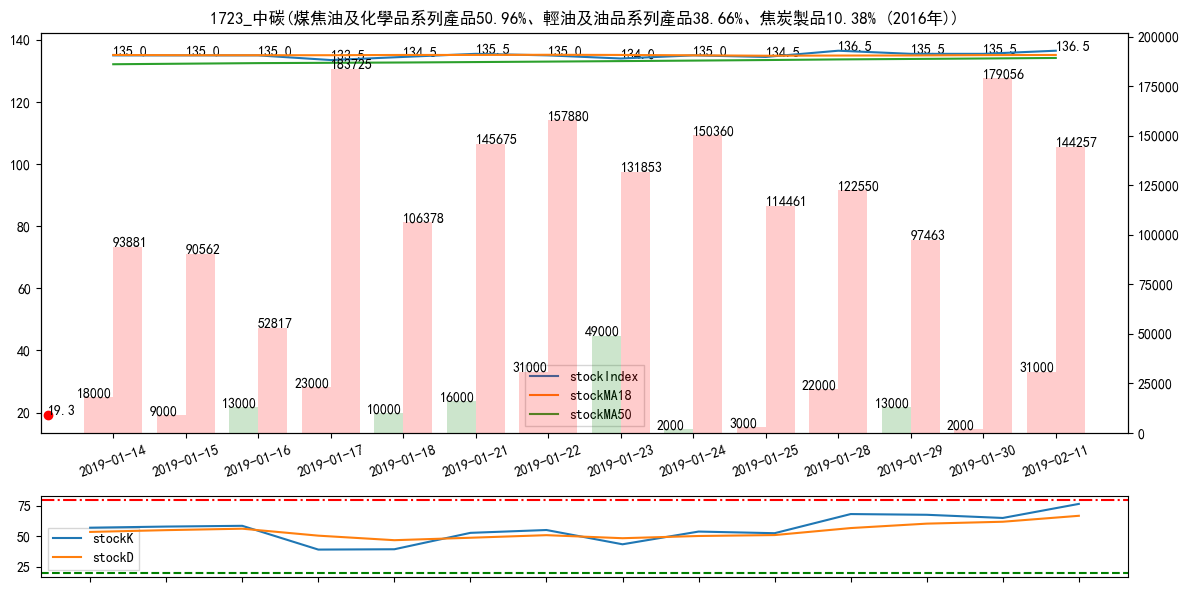 1723_中碳(煤焦油及化學品系列產品50.96%、輕油及油品系列產品38.66%、焦炭製品10.38% (2016年))
140
120
100
80
60
40
20
200000
175000
150000
125000
100000
75000
50000
25000
0
135.0 135.0 135.0 133.5 134.5 135.5 135.0 134.0 135.0 134.5 136.5 135.5 135.5 136.5
93881 90562 52817 183725 106378 145675 157880 131853 150360 114461 122550 97463 179056 144257
18000 9000 13000 23000 10000 16000 31000 49000 2000 3000 22000 13000 2000 31000
19.3
stockIndex
stockMA18
stockMA50
2019-01-14 2019-01-15 2019-01-16 2019-01-17 2019-01-18 2019-01-21 2019-01-22 2019-01-23 2019-01-24 2019-01-25 2019-01-28 2019-01-29 2019-01-30 2019-02-11
75
50
25
stockK
stockD